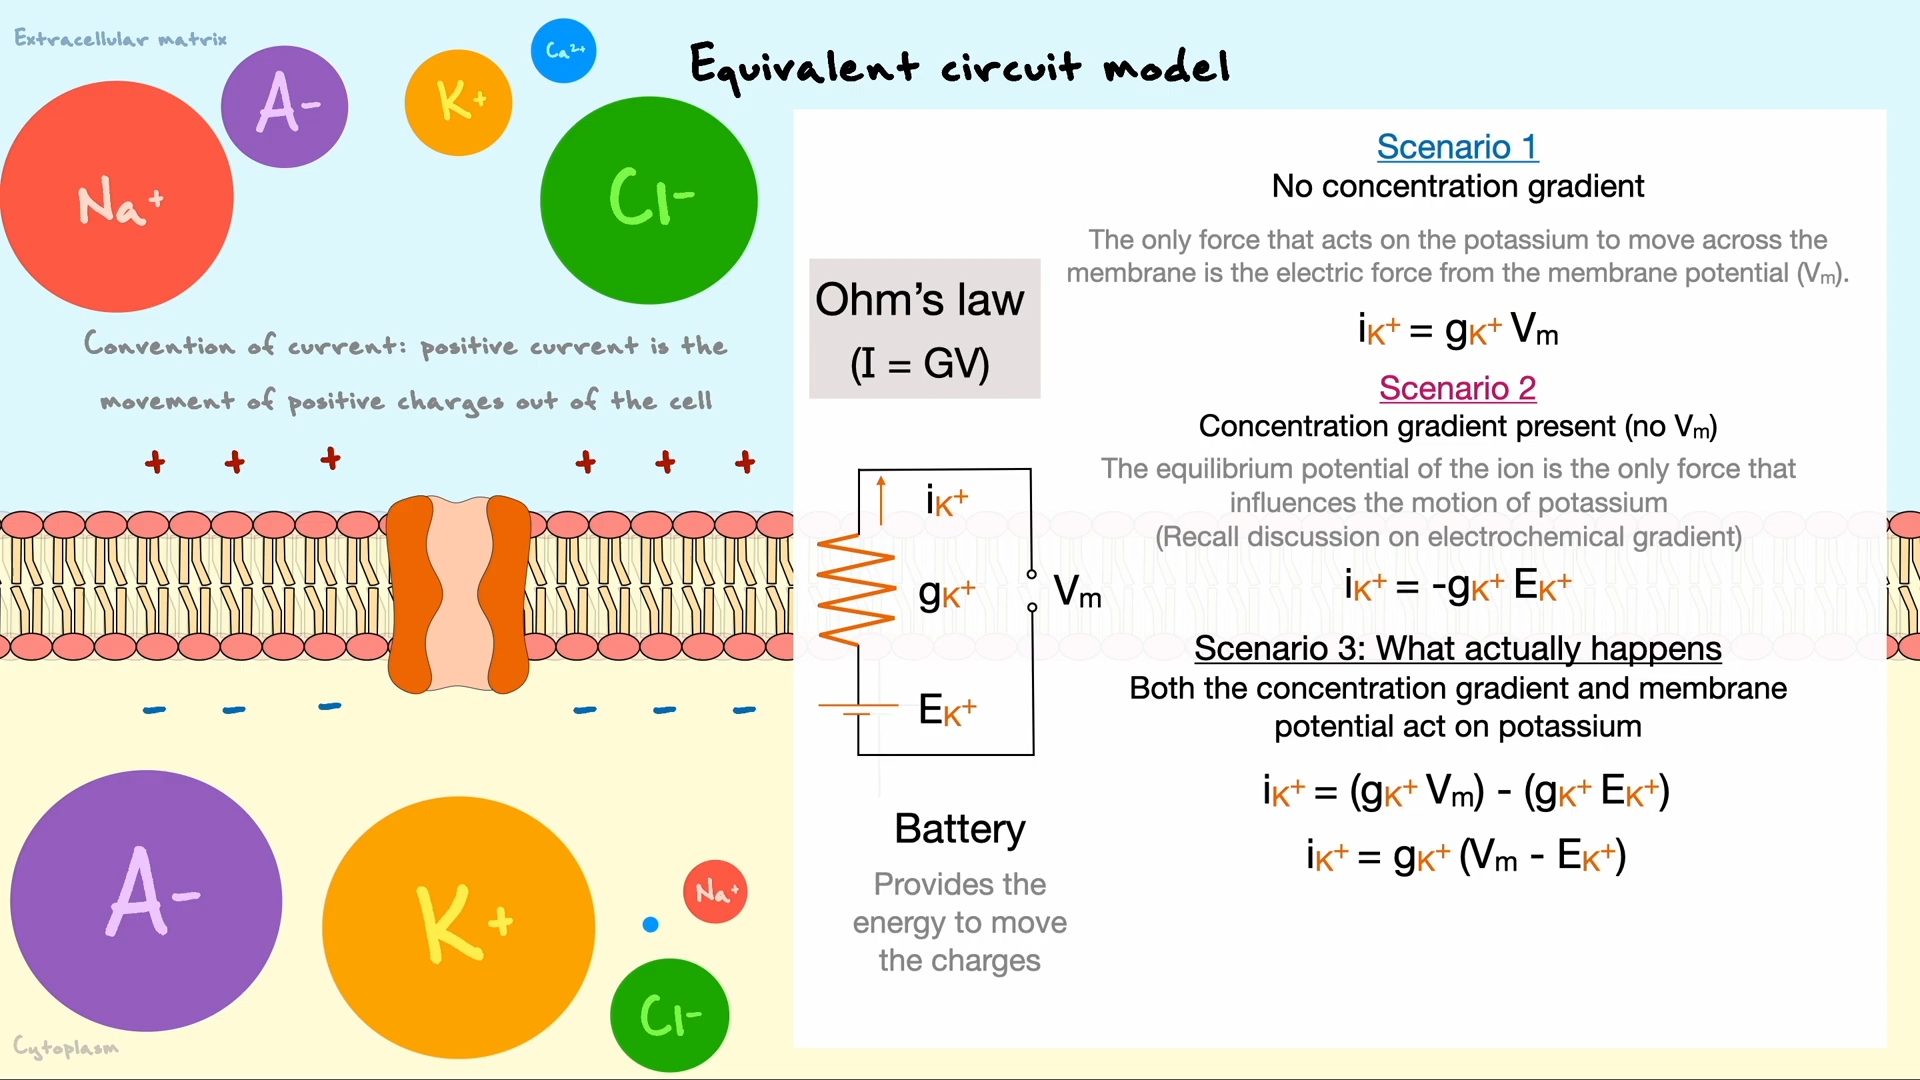 Extracellular matrix
Equivalent circuit model
Na+
A-
K+
Ca2+
Cl-
Convention of current: positive current is the
movement of positive charges out of the cell
+ + + + + +
- - - - - -
A-
K+
Na+
Cl-
Cytoplasm
Ohm's law
(I = GV)
iK+
gK+
Vm
EK+
Battery
Provides the
energy to move
the charges
Scenario 1
No concentration gradient
The only force that acts on the potassium to move across the
membrane is the electric force from the membrane potential (Vm).
iK+ = gK+ Vm
Scenario 2
Concentration gradient present (no Vm)
The equilibrium potential of the ion is the only force that
influences the motion of potassium
(Recall discussion on electrochemical gradient)
iK+ = -gK+ EK+
Scenario 3: What actually happens
Both the concentration gradient and membrane
potential act on potassium
iK+ = (gK+ Vm) - (gK+ EK+)
iK+ = gK+ (Vm - EK+)